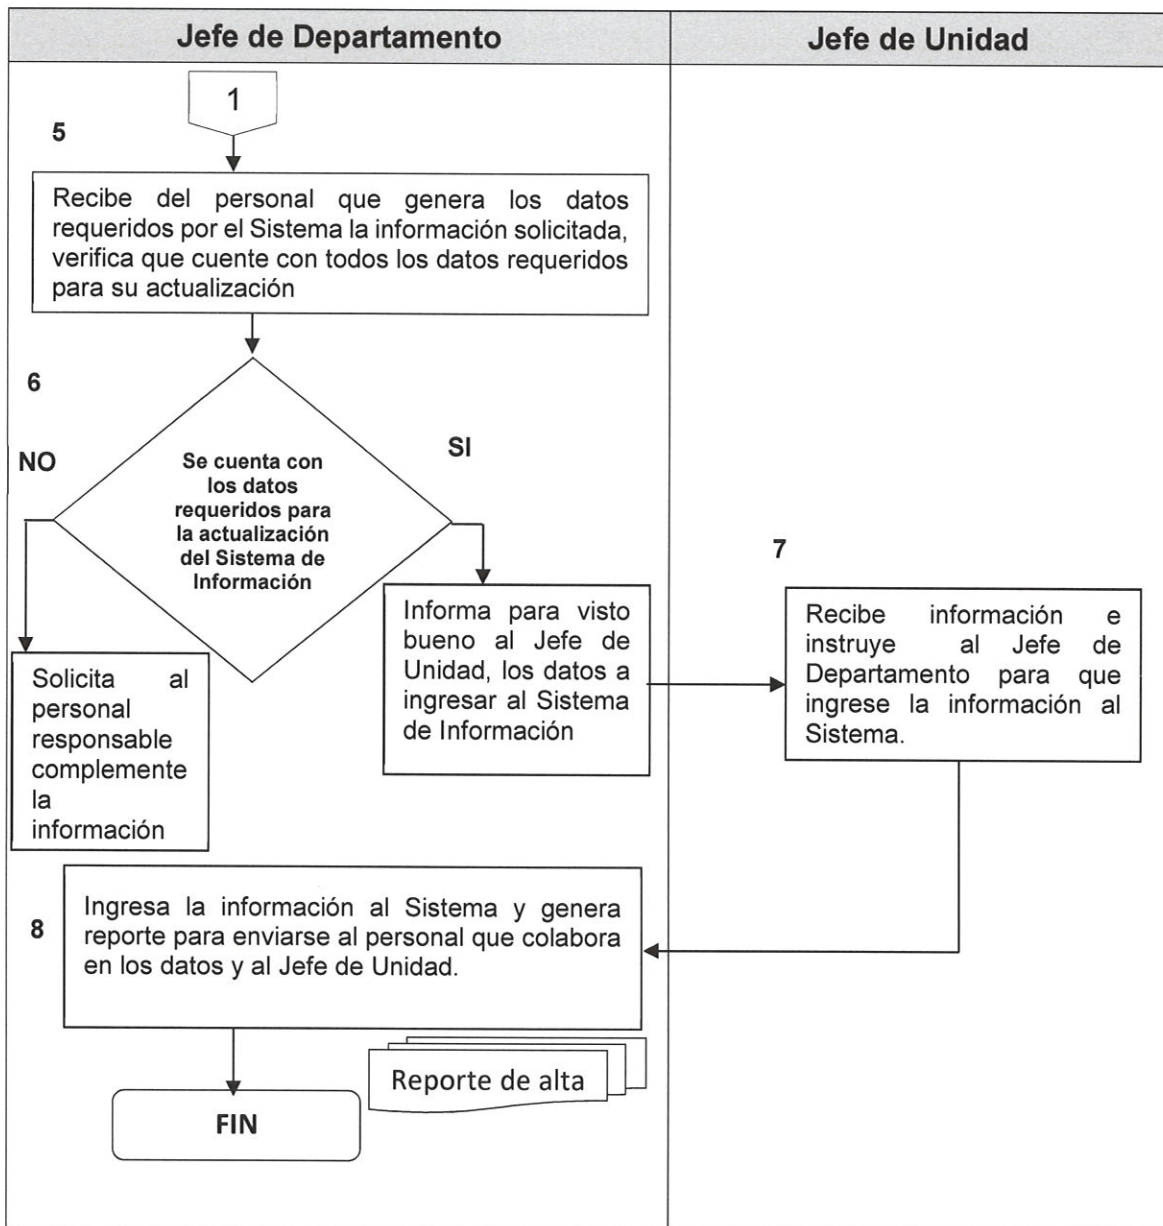 Jefe de Departamento
Jefe de Unidad
1
5
Recibe del personal que genera los datos
requeridos por el Sistema la información solicitada,
verifica que cuente con todos los datos requeridos
para su actualización
6
NO
SI
Se cuenta con
los datos
requeridos para
la actualización
del Sistema de
Información
Solicita al
personal
responsable
complemente
la
información
Informa para visto
bueno al Jefe de
Unidad, los datos a
ingresar al Sistema
de Información
7
Recibe información e
instruye al Jefe de
Departamento para que
ingrese la información al
Sistema.
8
Ingresa la información al Sistema y genera
reporte para enviarse al personal que colabora
en los datos y al Jefe de Unidad.
Reporte de alta
FIN